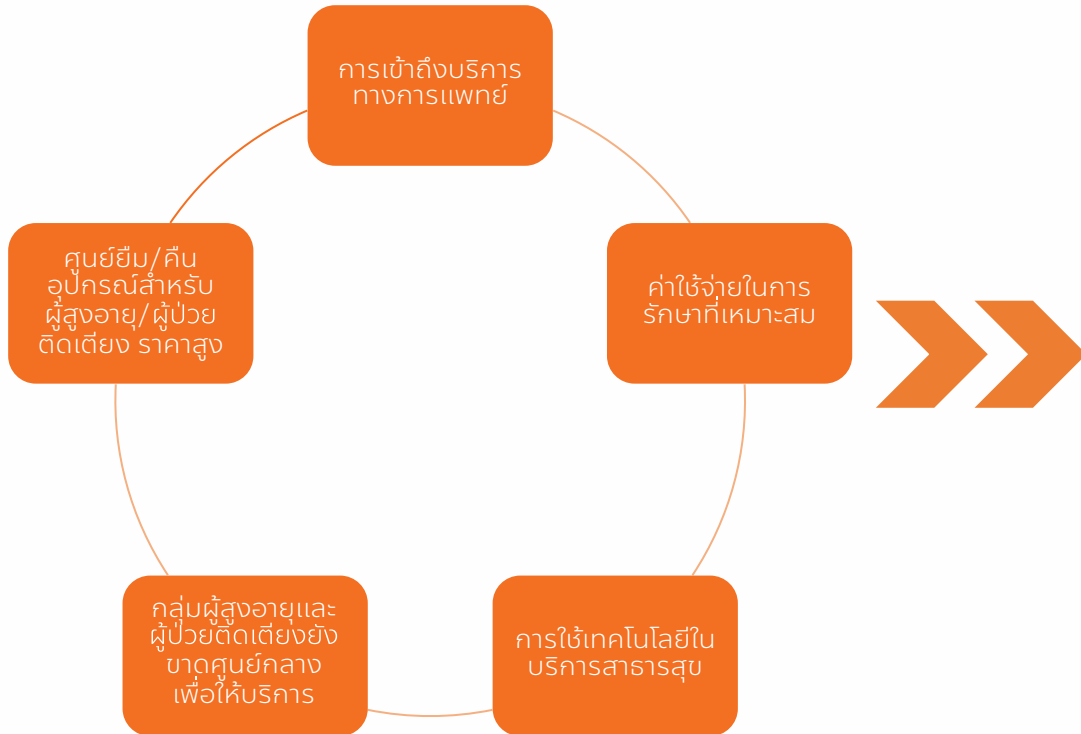 การเข้าถึงบริการ
ทางการแพทย์
ค่าใช้จ่ายในการ
รักษาที่เหมาะสม
การใช้เทคโนโลยีใน
บริการสาธารสุข
กลุ่มผู้สูงอายุและ
ผู้ป่วยติดเตียงยัง
ขาดศูนย์กลาง
เพื่อให้บริการ
ศูนย์ยืม/คืน
อุปกรณ์สำหรับ
ผู้สูงอายุ/ผู้ป่วย
ติดเตียง ราคาสูง